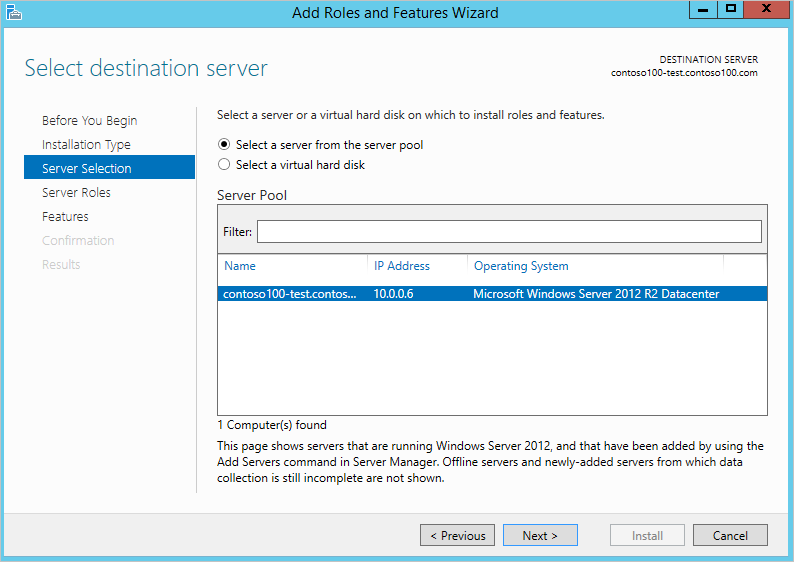 Add Roles and Features Wizard
Select destination server
DESTINATION SERVER
contoso100-test.contoso100.com
Before You Begin
Installation Type
Server Selection
Server Roles
Features
Confirmation
Results
Select a server or a virtual hard disk on which to install roles and features.
Select a server from the server pool
Select a virtual hard disk
Server Pool
Filter:
Name IP Address Operating System
contoso100-test.contos... 10.0.0.6 Microsoft Windows Server 2012 R2 Datacenter
1 Computer(s) found
This page shows servers that are running Windows Server 2012, and that have been added by using the
Add Servers command in Server Manager. Offline servers and newly-added servers from which data
collection is still incomplete are not shown.
< Previous Next > Install Cancel